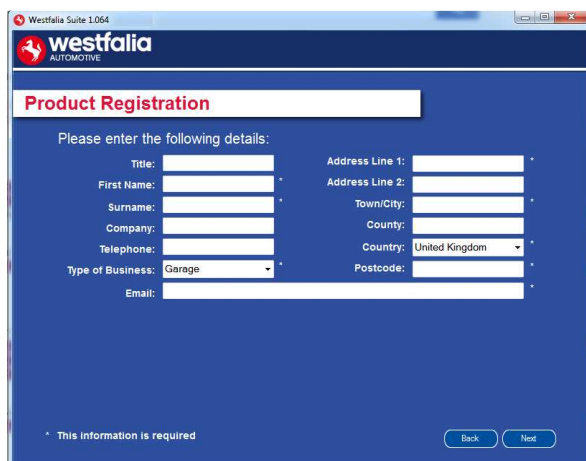 Westfalia Suite 1.064
westfalia
AUTOMOTIVE
Product Registration
Please enter the following details:
Title:
First Name: *
Surname: *
Company:
Telephone:
Type of Business: Garage *
Address Line 1: *
Address Line 2:
Town/City: *
County:
Country: United Kingdom *
Postcode: *
Email: *
* This information is required
Back Next